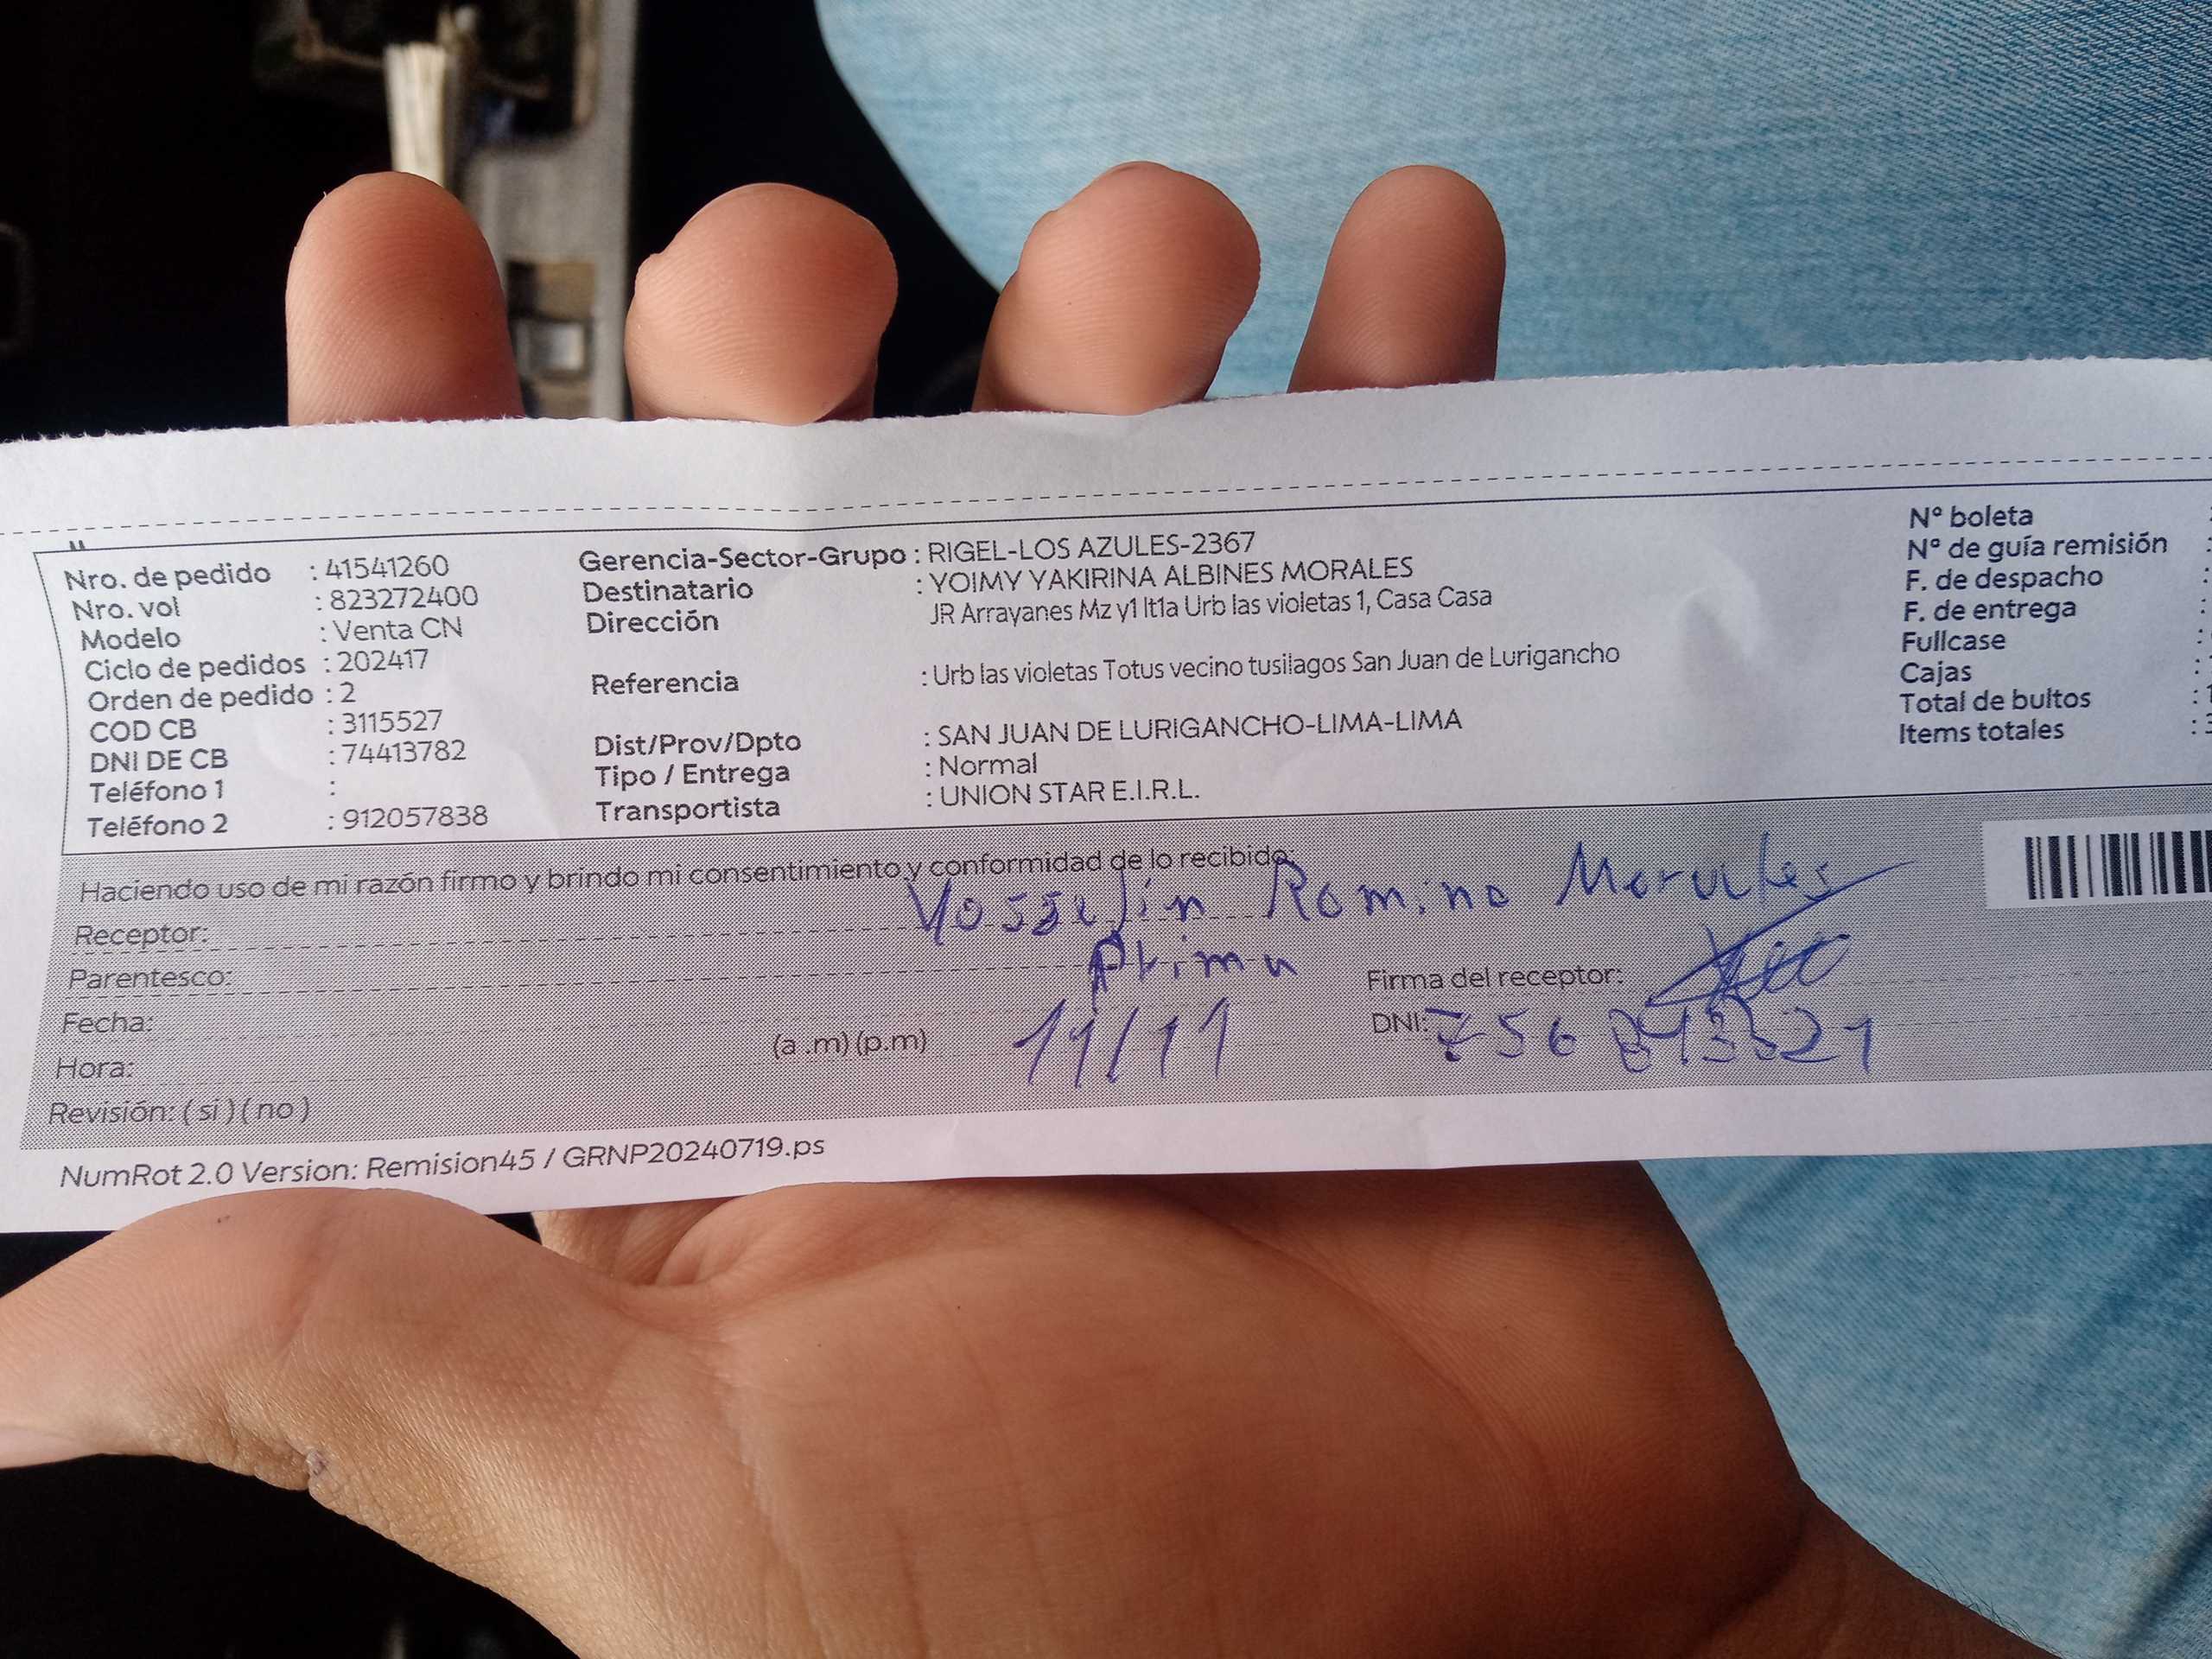 Nro. de pedido : 41541260
Nro. vol : 823272400
Modelo : Venta CN
Ciclo de pedidos : 202417
Orden de pedido : 2
COD CB : 3115527
DNI DE CB : 74413782
Teléfono 1 :
Teléfono 2 : 912057838
Gerencia-Sector-Grupo : RIGEL-LOS AZULES-2367
Destinatario : YOIMY YAKIRINA ALBINES MORALES
Dirección JR Arrayanes Mz y1 lt1a Urb las violetas 1, Casa Casa
Referencia : Urb las violetas Totus vecino tusilagos San Juan de Lurigancho
Dist/Prov/Dpto : SAN JUAN DE LURIGANCHO-LIMA-LIMA
Tipo / Entrega : Normal
Transportista : UNION STAR E.I.R.L.
N° boleta
N° de guía remisión :
F. de despacho :
F. de entrega :
Fullcase :
Cajas :
Total de bultos : 1
Items totales :
Haciendo uso de mi razón firmo y brindo mi consentimiento y conformidad de lo recibido:
Receptor: Yosselin Romina Morales
Parentesco: Prima
Firma del receptor:
Fecha: 11/11
DNI:
Hora: (a .m) (p.m)
Revisión: ( si ) ( no )
NumRot 2.0 Version: Remision45 / GRNP20240719.ps